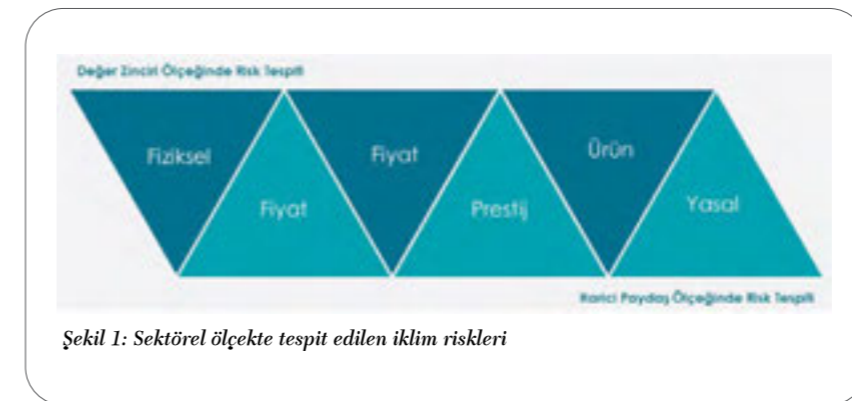 Değer Zinciri Ölçeğinde Risk Tespiti
Fiziksel
Fiyat
Fiyat
Prestij
Ürün
Yasal
Harici Paydaş Ölçeğinde Risk Tespiti
Şekil 1: Sektörel ölçekte tespit edilen iklim riskleri